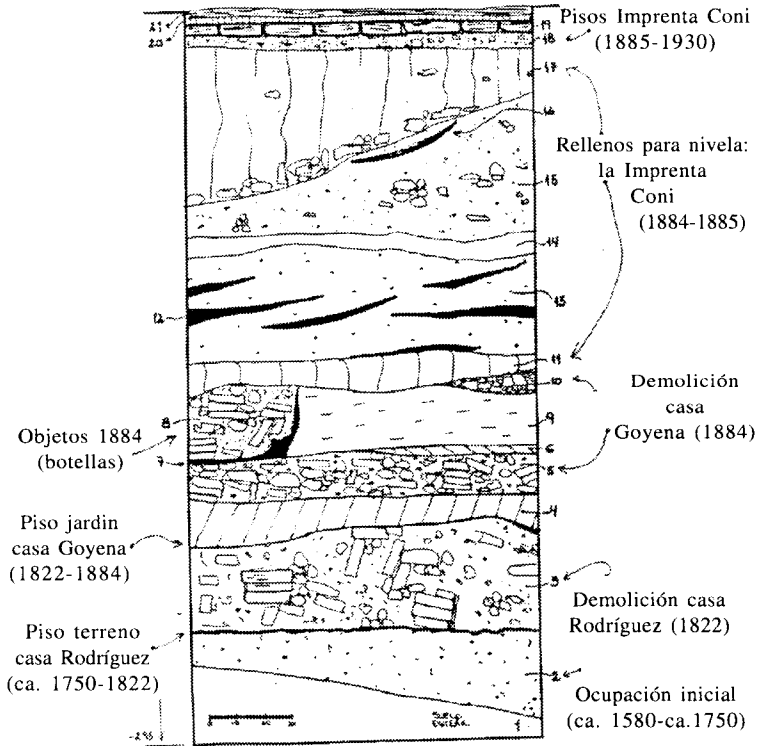 Pisos Imprenta Coni
(1885-1930)
21
20
19
18
17
16
Rellenos para nivela:
la Imprenta
Coni
(1884-1885)
15
14
13
12
11
10
Demolición
casa
Goyena (1884)
9
8
Objetos 1884
(botellas)
7
6
5
4
Piso jardin
casa Goyena
(1822-1884)
3
Demolición casa
Rodríguez (1822)
Piso terreno
casa Rodríguez
(ca. 1750-1822)
2
Ocupación inicial
(ca. 1580-ca.1750)
1